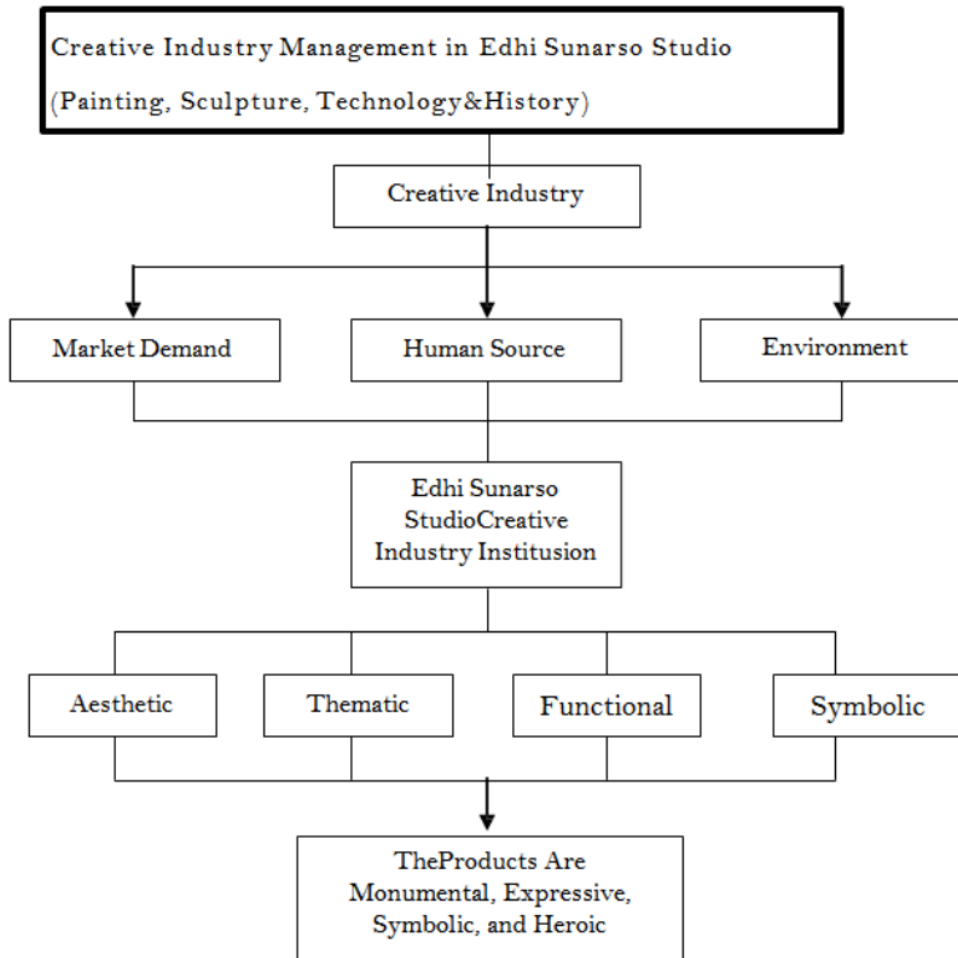 Creative Industry Management in Edhi Sunarso Studio
(Painting, Sculpture, Technology&History)
Creative Industry
Market Demand
Human Source
Environment
Edhi Sunarso
StudioCreative
Industry Institusion
Aesthetic
Thematic
Functional
Symbolic
TheProducts Are
Monumental, Expressive,
Symbolic, and Heroic